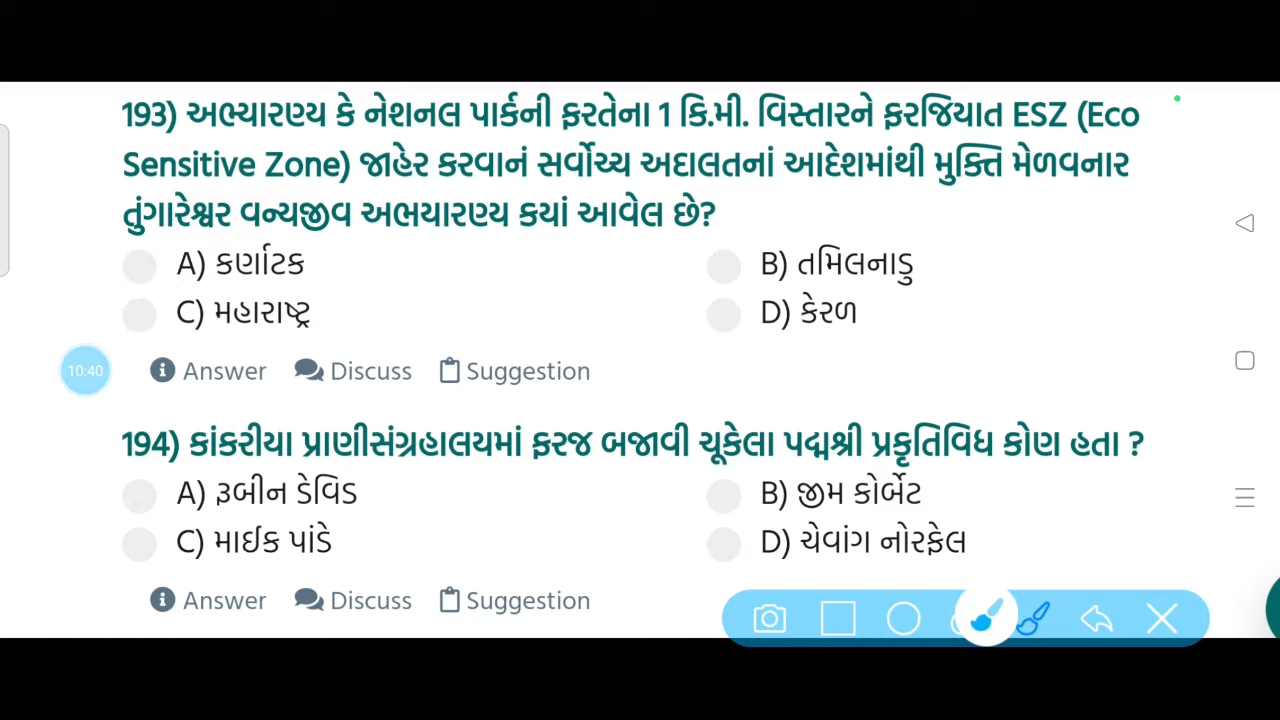 193) અભ્યારણ્ય કે નેશનલ પાર્કની ફરતેના 1 કિ.મી. વિસ્તારને ફરજિયાત ESZ (Eco
Sensitive Zone) જાહેર કરવાનં સર્વોચ્ચ અદાલતનાં આદેશમાંથી મુક્તિ મેળવનાર
તુંગારેશ્વર વન્યજીવ અભયારણ્ય કયાં આવેલ છે?
A) કર્ણાટક B) તમિલનાડુ
C) મહારાષ્ટ્ર D) કેરળ
10:40 Answer Discuss Suggestion
194) કાંકરીયા પ્રાણીસંગ્રહાલયમાં ફરજ બજાવી ચૂકેલા પદ્મશ્રી પ્રકૃતિવિધ કોણ હતા ?
A) રૂબીન ડેવિડ B) જીમ કોર્બેટ
C) માઈક પાંડે D) ચેવાંગ નોરફેલ
Answer Discuss Suggestion